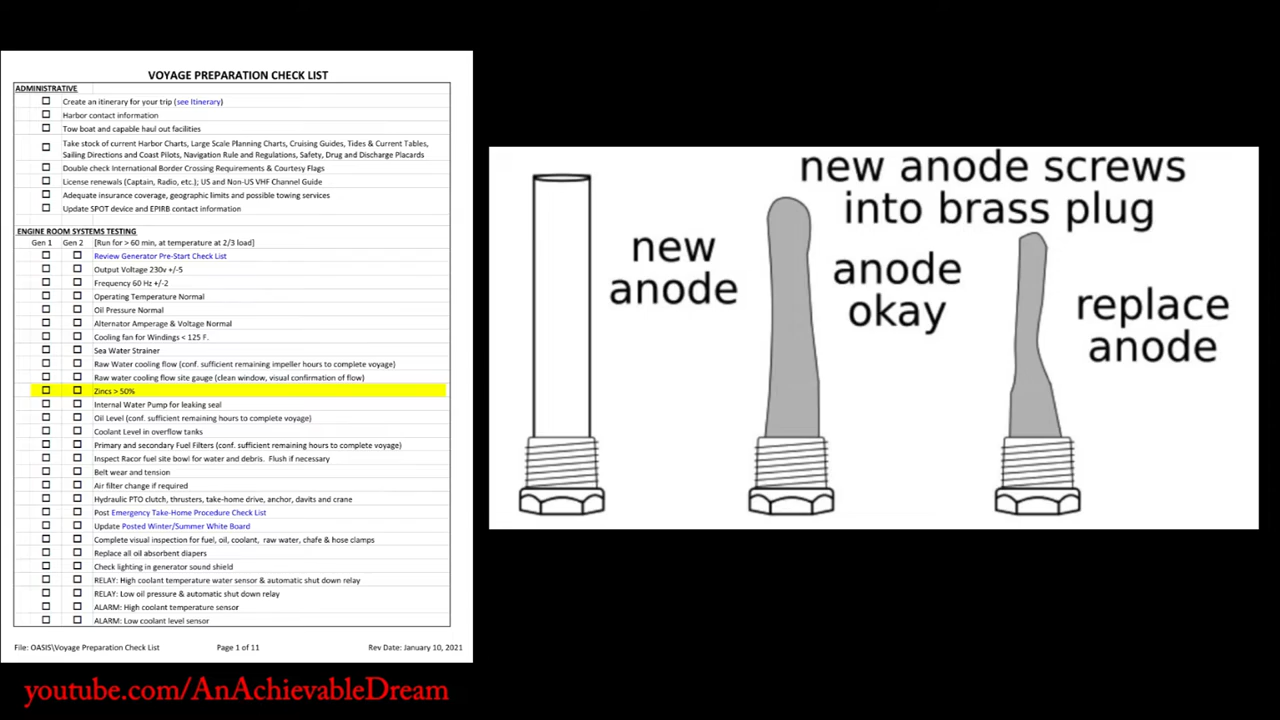 VOYAGE PREPARATION CHECK LIST
ADMINISTRATIVE
Create an itinerary for your trip (see Itinerary)
Harbor contact information
Tow boat and capable haul out facilities
Take stock of current Harbor Charts, Large Scale Planning Charts, Cruising Guides, Tides & Current Tables,
Sailing Directions and Coast Pilots, Navigation Rule and Regulations, Safety, Drug and Discharge Placards
Double check International Border Crossing Requirements & Courtesy Flags
License renewals (Captain, Radio, etc.); US and Non-US VHF Channel Guide
Adequate insurance coverage, geographic limits and possible towing services
Update SPOT device and EPIRB contact information
ENGINE ROOM SYSTEMS TESTING
Gen 1 Gen 2 [Run for > 60 min, at temperature at 2/3 load]
Review Generator Pre-Start Check List
Output Voltage 230v +/-5
Frequency 60 Hz +/-2
Operating Temperature Normal
Oil Pressure Normal
Alternator Amperage & Voltage Normal
Cooling fan for Windings < 125 F.
Sea Water Strainer
Raw Water cooling flow (conf. sufficient remaining impeller hours to complete voyage)
Raw water cooling flow site gauge (clean window, visual confirmation of flow)
Zincs > 50%
Internal Water Pump for leaking seal
Oil Level (conf. sufficient remaining hours to complete voyage)
Coolant Level in overflow tanks
Primary and secondary Fuel Filters (conf. sufficient remaining hours to complete voyage)
Inspect Racor fuel site bowl for water and debris.  Flush if necessary
Belt wear and tension
Air filter change if required
Hydraulic PTO clutch, thrusters, take-home drive, anchor, davits and crane
Post Emergency Take-Home Procedure Check List
Update Posted Winter/Summer White Board
Complete visual inspection for fuel, oil, coolant,  raw water, chafe & hose clamps
Replace all oil absorbent diapers
Check lighting in generator sound shield
RELAY: High coolant temperature water sensor & automatic shut down relay
RELAY: Low oil pressure & automatic shut down relay
ALARM: High coolant temperature sensor
ALARM: Low coolant level sensor
File: OASIS\Voyage Preparation Check List Page 1 of 11 Rev Date: January 10, 2021
new anode screws
into brass plug
new
anode
anode
okay
replace
anode
youtube.com/AnAchievableDream